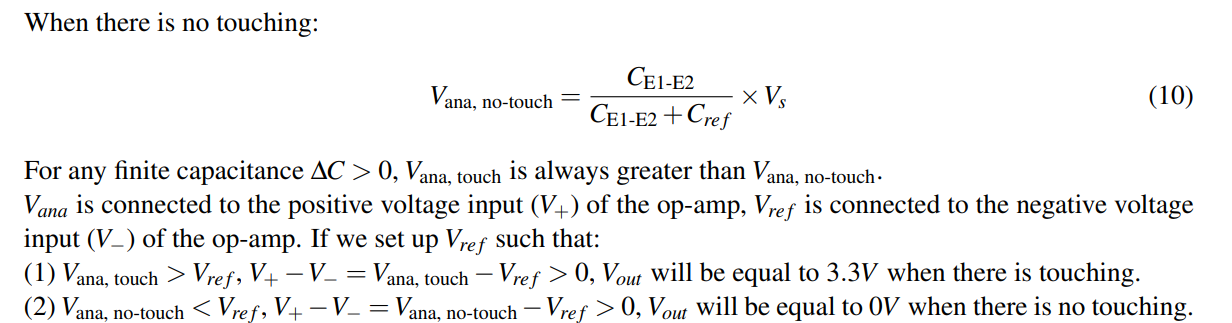 When there is no touching:
V_{ana, no-touch} = \frac{C_{E1-E2}}{C_{E1-E2} + C_{ref}} × V_s (10)
For any finite capacitance ΔC > 0, V_{ana, touch} is always greater than V_{ana, no-touch}.
V_{ana} is connected to the positive voltage input (V_+) of the op-amp, V_{ref} is connected to the negative voltage
input (V_−) of the op-amp. If we set up V_{ref} such that:
(1) V_{ana, touch} > V_{ref}, V_+ − V_− = V_{ana, touch} − V_{ref} > 0, V_{out} will be equal to 3.3V when there is touching.
(2) V_{ana, no-touch} < V_{ref}, V_+ − V_− = V_{ana, no-touch} − V_{ref} > 0, V_{out} will be equal to 0V when there is no touching.